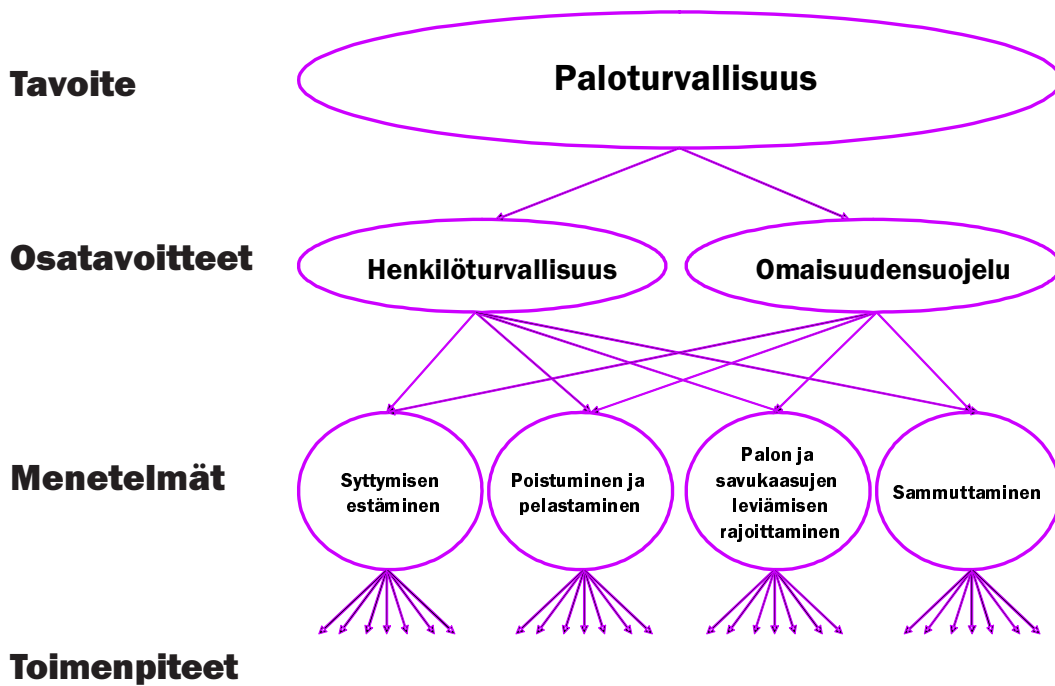 Tavoite
Paloturvallisuus
Osatavoitteet
Henkilöturvallisuus
Omaisuudensuojelu
Menetelmät
Syttymisen
estäminen
Poistuminen ja
pelastaminen
Palon ja
savukaasujen
leviämisen
rajoittaminen
Sammuttaminen
Toimenpiteet